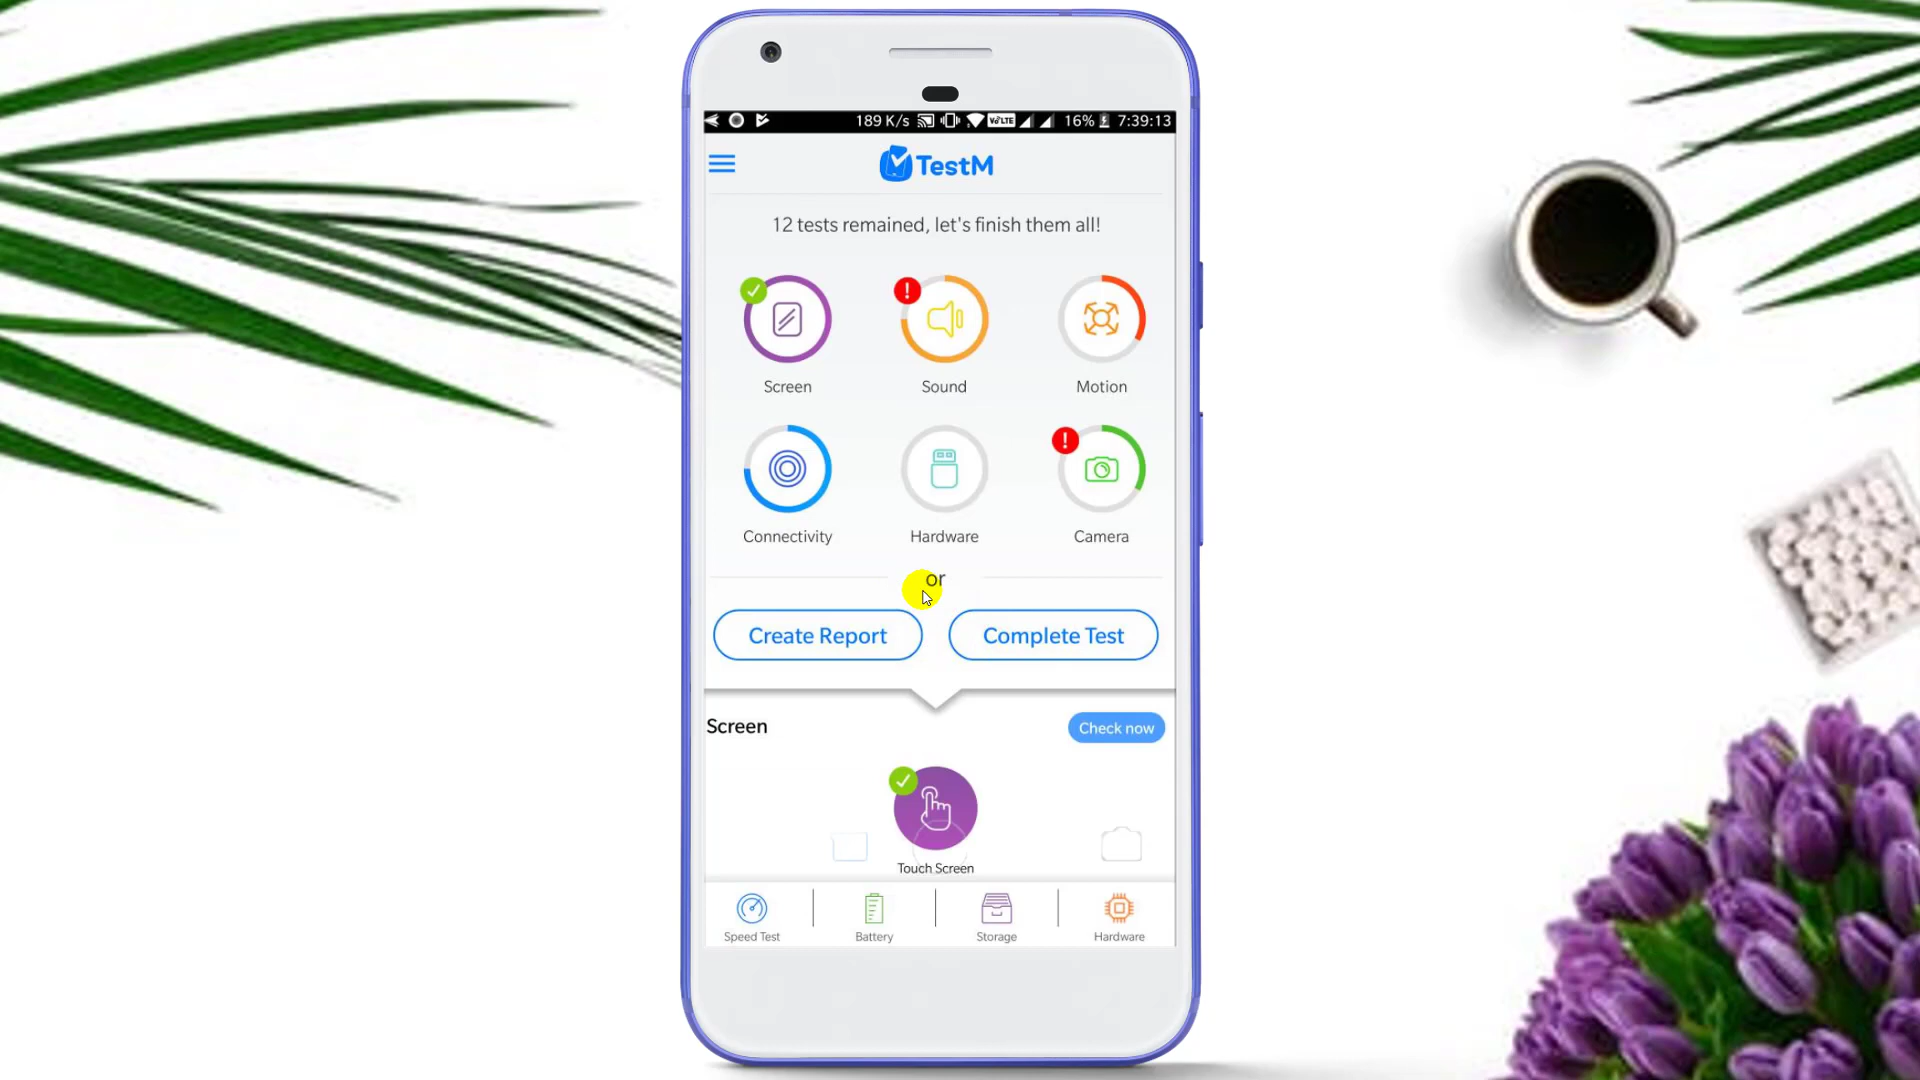 189 K/s VoLTE 16% 7:39:13
TestM
12 tests remained, let's finish them all!
Screen Sound Motion
Connectivity Hardware Camera
or
Create Report Complete Test
Screen Check now
Touch Screen
Speed Test Battery Storage Hardware